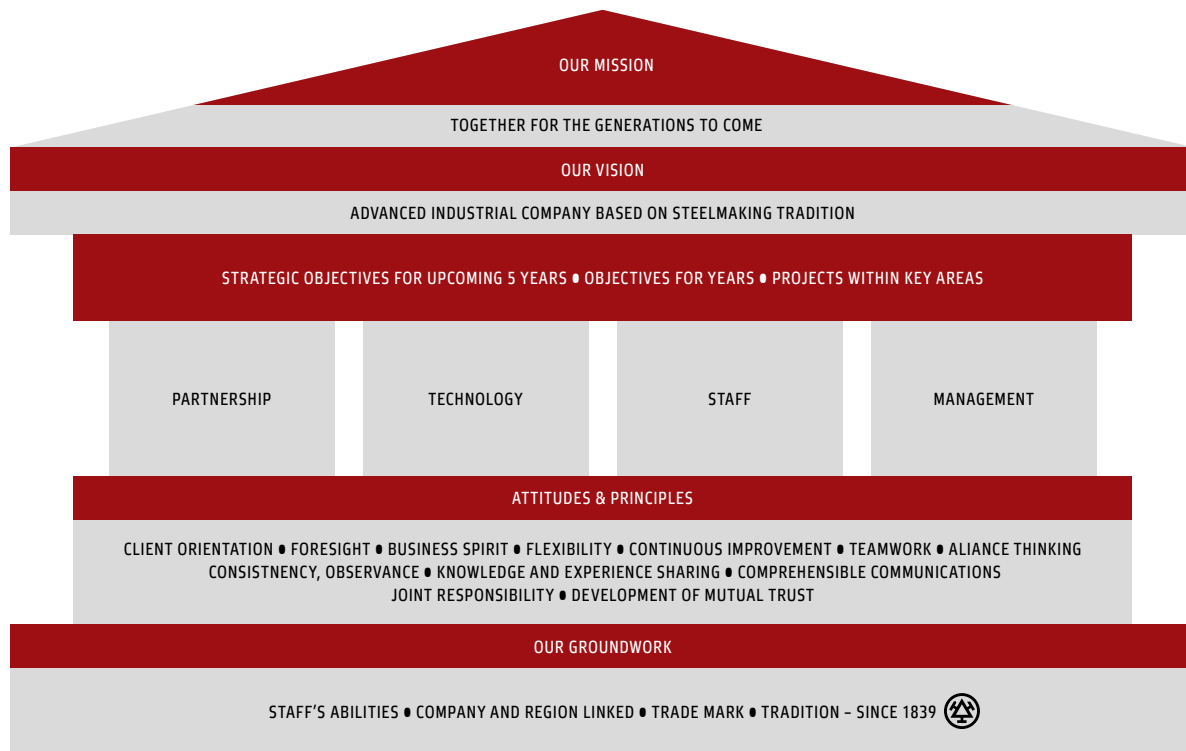 OUR MISSION
TOGETHER FOR THE GENERATIONS TO COME
OUR VISION
ADVANCED INDUSTRIAL COMPANY BASED ON STEELMAKING TRADITION
STRATEGIC OBJECTIVES FOR UPCOMING 5 YEARS • OBJECTIVES FOR YEARS • PROJECTS WITHIN KEY AREAS
PARTNERSHIP
TECHNOLOGY
STAFF
MANAGEMENT
ATTITUDES & PRINCIPLES
CLIENT ORIENTATION • FORESIGHT • BUSINESS SPIRIT • FLEXIBILITY • CONTINUOUS IMPROVEMENT • TEAMWORK • ALIANCE THINKING
CONSISTNENCY, OBSERVANCE • KNOWLEDGE AND EXPERIENCE SHARING • COMPREHENSIBLE COMMUNICATIONS
JOINT RESPONSIBILITY • DEVELOPMENT OF MUTUAL TRUST
OUR GROUNDWORK
STAFF'S ABILITIES • COMPANY AND REGION LINKED • TRADE MARK • TRADITION – SINCE 1839